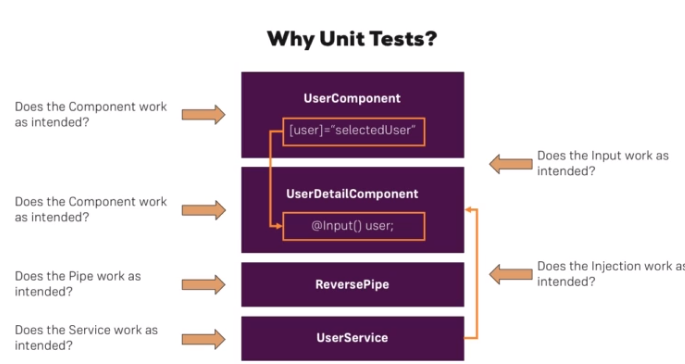 Why Unit Tests?
Does the Component work
as intended?
UserComponent
[user]="selectedUser"
Does the Input work as
intended?
Does the Component work
as intended?
UserDetailComponent
@Input() user;
Does the Pipe work as
intended?
ReversePipe
Does the Injection work as
intended?
Does the Service work as
intended?
UserService